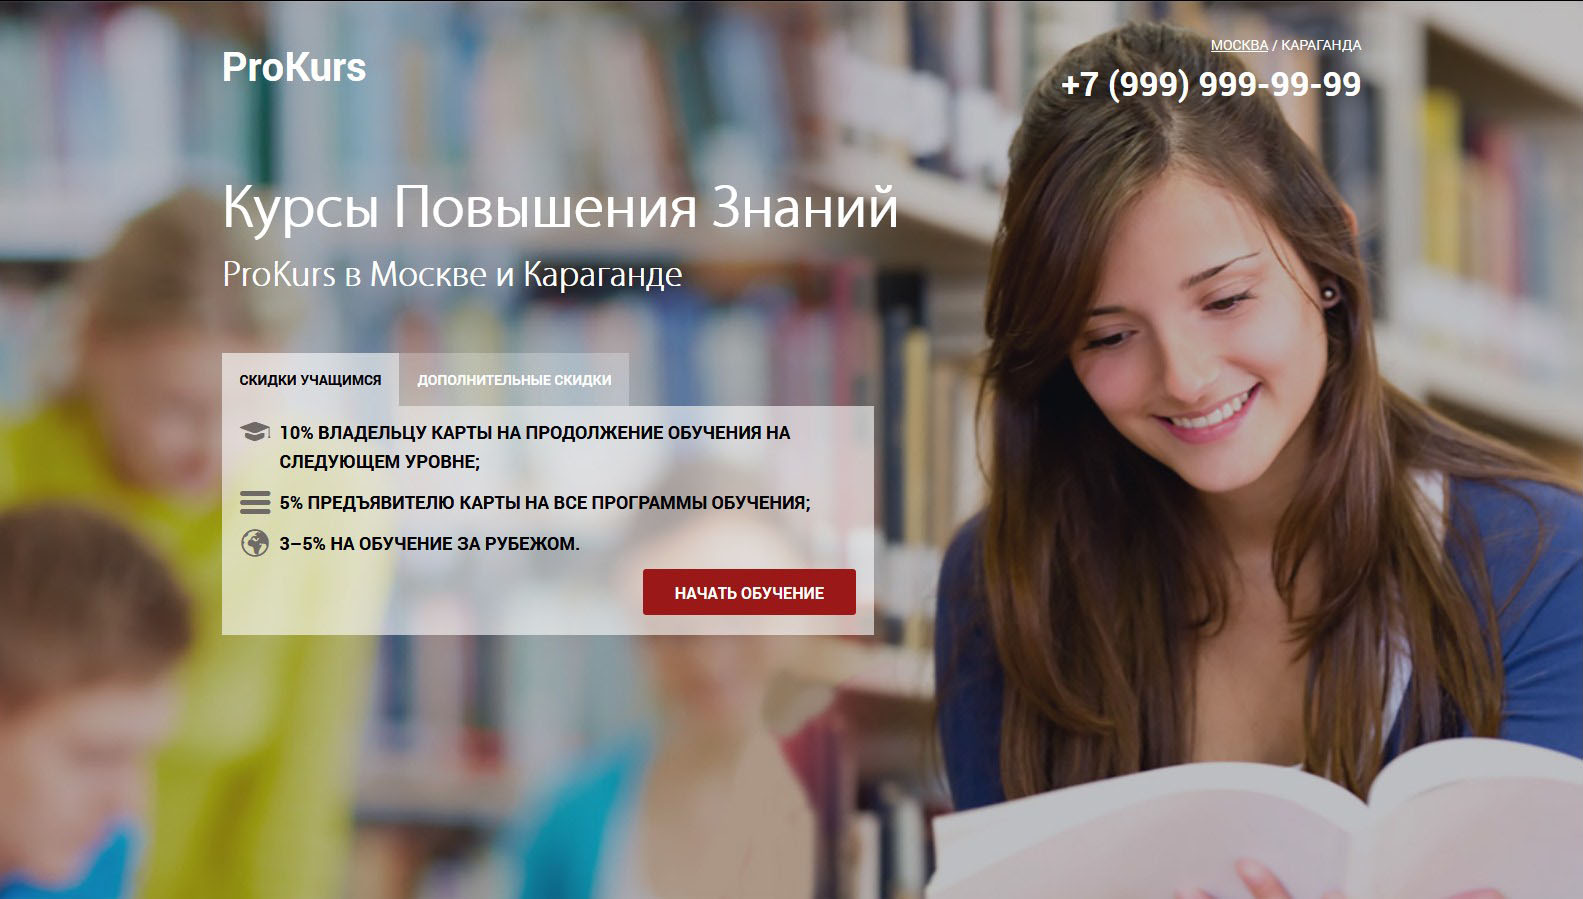 ProKurs
МОСКВА / КАРАГАНДА
+7 (999) 999-99-99
Курсы Повышения Знаний
ProKurs в Москве и Караганде
СКИДКИ УЧАЩИМСЯ
ДОПОЛНИТЕЛЬНЫЕ СКИДКИ
10% ВЛАДЕЛЬЦУ КАРТЫ НА ПРОДОЛЖЕНИЕ ОБУЧЕНИЯ НА
СЛЕДУЮЩЕМ УРОВНЕ;
5% ПРЕДЪЯВИТЕЛЮ КАРТЫ НА ВСЕ ПРОГРАММЫ ОБУЧЕНИЯ;
3–5% НА ОБУЧЕНИЕ ЗА РУБЕЖОМ.
НАЧАТЬ ОБУЧЕНИЕ